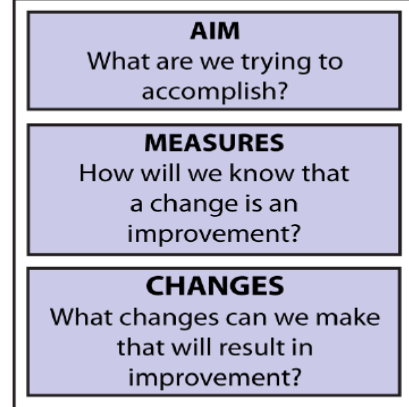 AIM
What are we trying to
accomplish?
MEASURES
How will we know that
a change is an
improvement?
CHANGES
What changes can we make
that will result in
improvement?